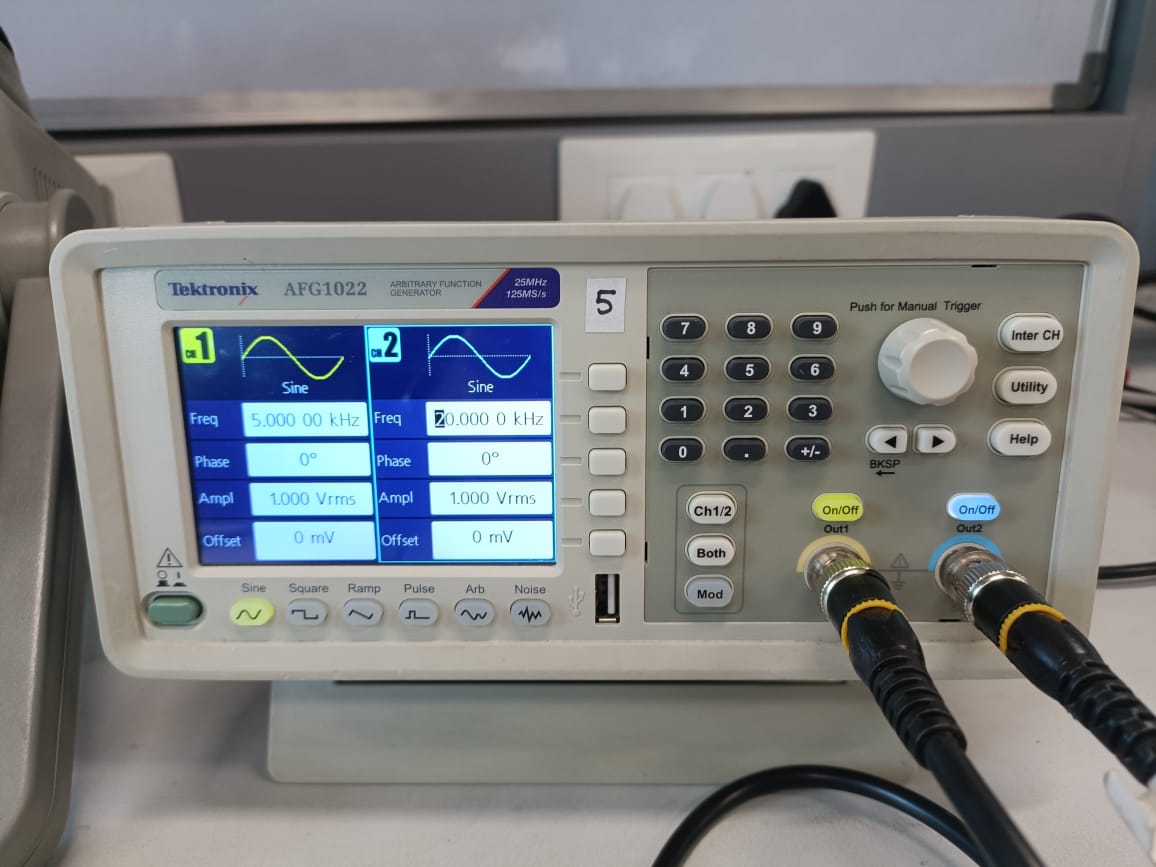 Tektronix AFG1022 ARBITRARY FUNCTION
GENERATOR
25MHz
125MS/s
5
CH1
Sine
Freq 5.000 00 kHz
Phase 0°
Ampl 1.000 Vrms
Offset 0 mV
CH2
Sine
Freq 20.000 0 kHz
Phase 0°
Ampl 1.000 Vrms
Offset 0 mV
Sine Square Ramp Pulse Arb Noise
7 8 9
4 5 6
1 2 3
0 . +/-
Ch1/2
Both
Mod
Push for Manual Trigger
Inter CH
Utility
Help
BKSP
On/Off
Out1
On/Off
Out2